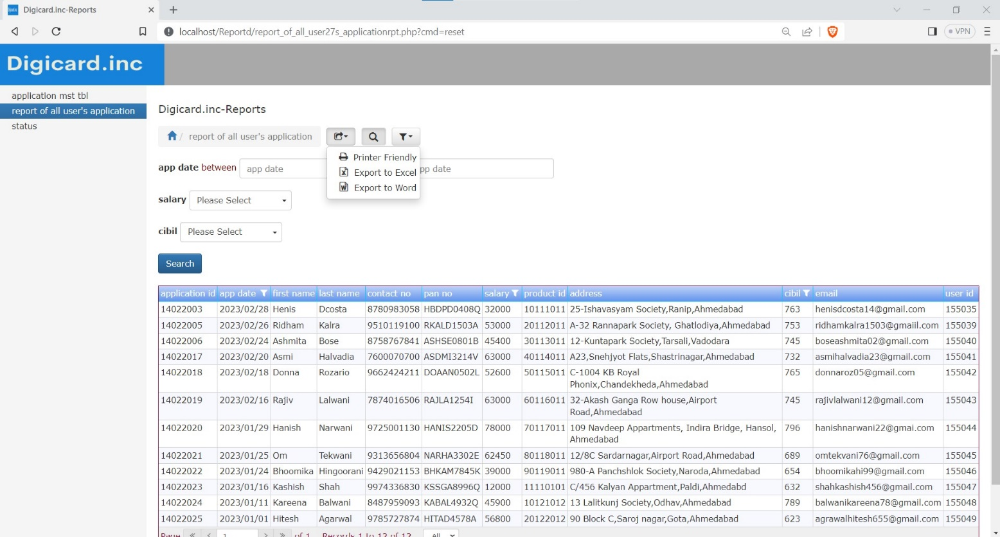 Digicard.inc-Reports
localhost/Reportd/report_of_all_user27s_applicationrpt.php?cmd=reset
VPN
Digicard.inc
application mst tbl
report of all user's application
status
Digicard.inc-Reports
/ report of all user's application
Printer Friendly
Export to Excel
Export to Word
app date between app date pp date
salary Please Select
cibil Please Select
Search
application id app date first name last name contact no pan no salary product id address cibil email user id
14022003 2023/02/28 Henis Dcosta 8780983058 HBDPD0408Q 32000 10111011 25-Ishavasyam Society,Ranip,Ahmedabad 763 henisdcosta14@gmail.com 155035
14022005 2023/02/26 Ridham Kalra 9510119100 RKALD1503A 53000 20112011 A-32 Rannapark Society, Ghatlodiya,Ahmedabad 753 ridhamkalra1503@gmaiil.com 155039
14022006 2023/02/24 Ashmita Bose 8758767841 ASHSE0801B 45400 30113011 12-Kuntapark Society,Tarsali,Vadodara 745 boseashmita02@gmail.com 155040
14022017 2023/02/20 Asmi Halvadia 7600070700 ASDMI3214V 63000 40114011 A23,Snehjyot Flats,Shastrinagar,Ahmedabad 732 asmihalvadia23@gmail.com 155041
14022018 2023/02/18 Donna Rozario 9662424211 DOAAN0502L 52600 50115011 C-1004 KB Royal 765 donnaroz05@gmail.com 155042
Phonix,Chandekheda,Ahmedabad
14022019 2023/02/16 Rajiv Lalwani 7874016506 RAJLA1254I 63000 60116011 32-Akash Ganga Row house,Airport 745 rajivlalwani12@gmail.com 155043
Road,Ahmedabad
14022020 2023/01/29 Hanish Narwani 9725001130 HANIS2205D 78000 70117011 109 Navdeep Appartments, Indira Bridge, Hansol, 796 hanishnarwani22@gmai.com 155044
Ahmedabad
14022021 2023/01/25 Om Tekwani 9313656804 NARHA3302E 62450 80118011 12/8C Sardarnagar,Airport Road,Ahmedabad 689 omtekvani76@gmail.com 155045
14022022 2023/01/24 Bhoomika Hingoorani 9429021153 BHKAM7845K 39000 90119011 980-A Panchshlok Society,Naroda,Ahmedabad 654 bhoomikahi99@gmail.com 155046
14022023 2023/01/16 Kashish Shah 9974336830 KSSGA8996Q 12000 11110101 C/456 Kalyan Appartment,Paldi,Ahmedabad 632 shahkashish456@gmail.com 155047
14022024 2023/01/11 Kareena Balwani 8487959093 KABAL4932Q 45900 10121012 13 Lalitkunj Society,Odhav,Ahmedabad 789 balwanikareena78@gmail.com 155048
14022025 2023/01/01 Hitesh Agarwal 9785727874 HITAD4578A 56800 20122012 90 Block C,Saroj nagar,Gota,Ahmedabad 623 agrawalhitesh655@gmail.com 155049
Page 1 of 1 Records 1 to 12 of 12 All